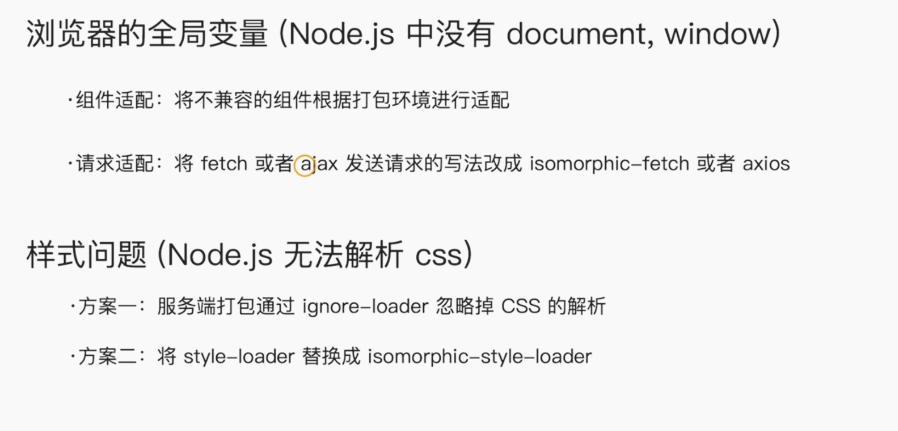 浏览器的全局变量 (Node.js 中没有 document, window)
·组件适配：将不兼容的组件根据打包环境进行适配
·请求适配：将 fetch 或者 ajax 发送请求的写法改成 isomorphic-fetch 或者 axios
样式问题 (Node.js 无法解析 css)
·方案一：服务端打包通过 ignore-loader 忽略掉 CSS 的解析
·方案二：将 style-loader 替换成 isomorphic-style-loader